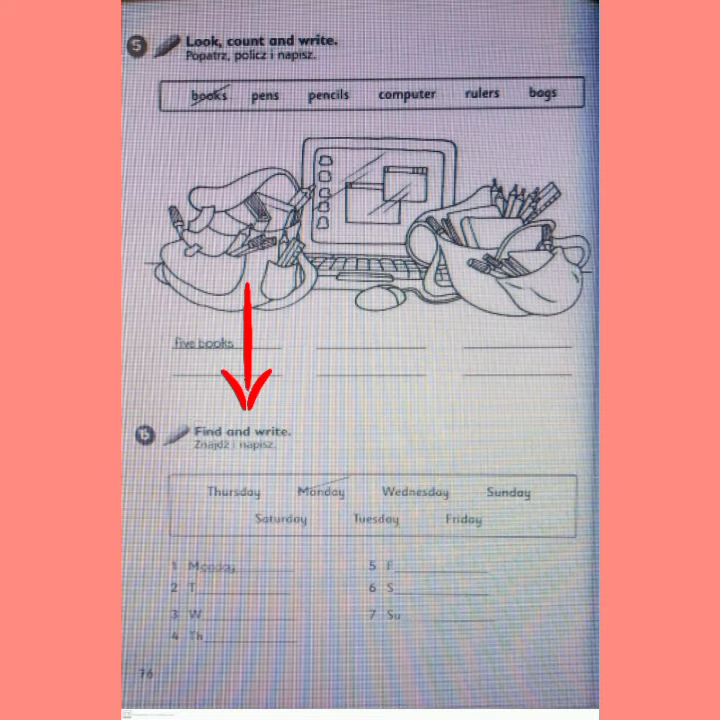 5 Look, count and write.
Popatrz, policz i napisz.
books pens pencils computer rulers bags
five books
6 Find and write.
Znajdź i napisz.
Thursday Monday Wednesday Sunday
Saturday Tuesday Friday
1 Monday 5 F
2 T 6 S
3 W 7 Su
4 Th
76